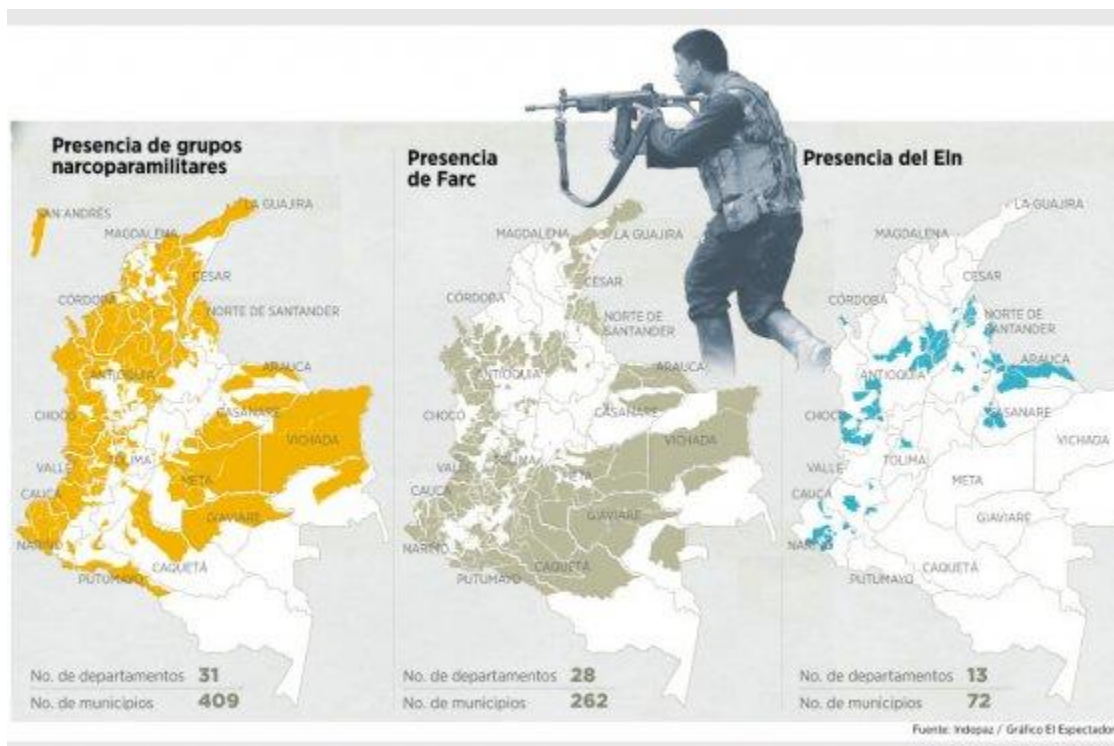 Presencia de grupos
narcoparamilitares
SAN ANDRÉS
LA GUAJIRA
MAGDALENA
CESAR
CÓRDOBA
NORTE DE SANTANDER
ANTIOQUIA
ARAUCA
CHOCÓ
CASANARE
VICHADA
VALLE
TOLIMA
META
CAUCA
GIAVIARE
NARIÑO
CAQUETÁ
PUTUMAYO
No. de departamentos 31
No. de municipios 409
Presencia
de Farc
MAGDALENA
LA GUAJIRA
CESAR
CÓRDOBA
NORTE DE
SANTANDER
ANTIOQUIA
ARAUCA
CHOCÓ
CASANARE
VICHADA
VALLE
TOLIMA
META
CAUCA
GIAVIARE
NARIÑO
CAQUETÁ
PUTUMAYO
No. de departamentos 28
No. de municipios 262
Presencia del Eln
LA GUAJIRA
MAGDALENA
CESAR
CÓRDOBA
NORTE DE
SANTANDER
ANTIOQUIA
ARAUCA
CHOCÓ
CASANARE
VICHADA
VALLE
TOLIMA
META
CAUCA
GIAVIARE
NARIÑO
CAQUETÁ
PUTUMAYO
No. de departamentos 13
No. de municipios 72
Fuente: Indepaz / Gráfico El Espectador